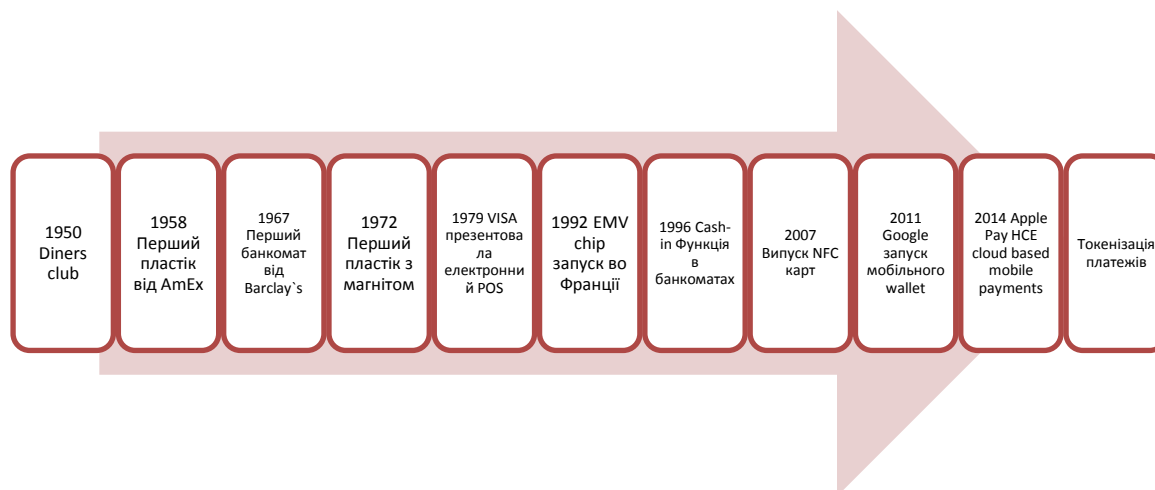 1950
Diners
club
1958
Перший
пластік
від AmEx
1967
Перший
банкомат
від
Barclay`s
1972
Перший
пластік з
магнітом
1979 VISA
презентова
ла
електронни
й POS
1992 EMV
chip
запуск во
Франції
1996 Cash-
in Функція
в
банкоматах
2007
Випуск NFC
карт
2011
Google
запуск
мобільного
wallet
2014 Apple
Pay HCE
cloud based
mobile
payments
Токенізація
платежів